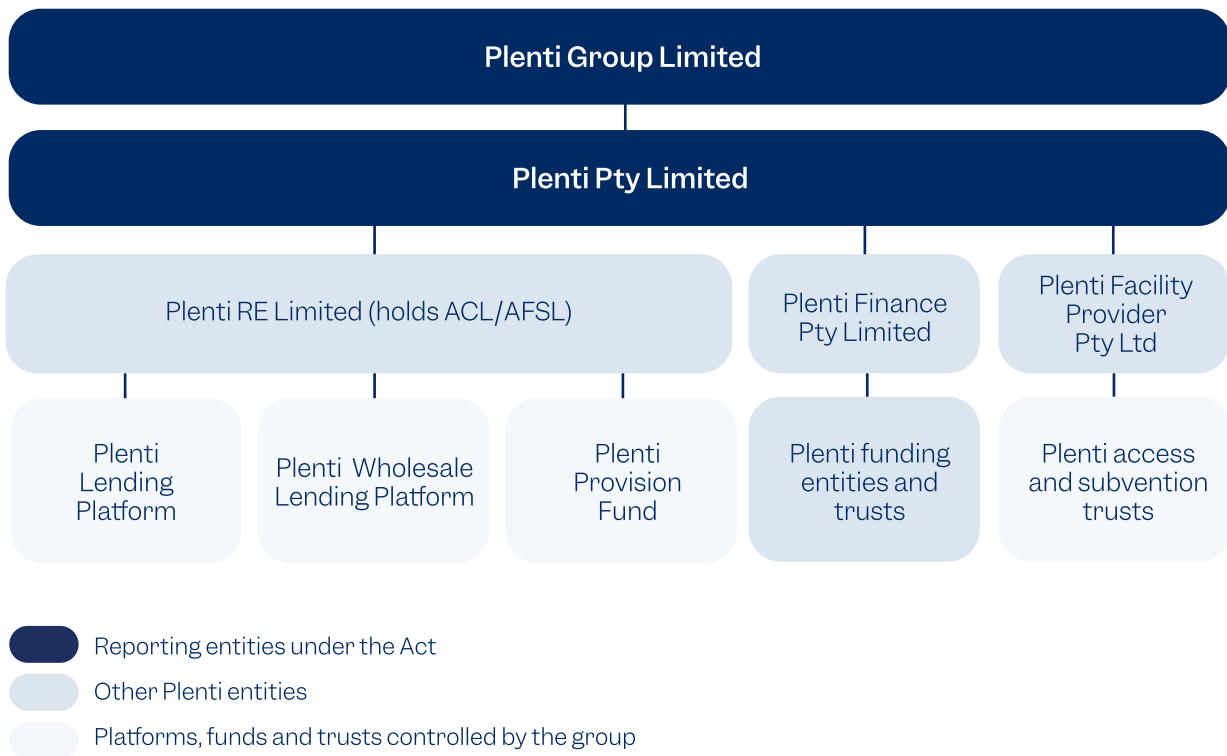 Plenti Group Limited
Plenti Pty Limited
Plenti RE Limited (holds ACL/AFSL)
Plenti Finance
Pty Limited
Plenti Facility
Provider
Pty Ltd
Plenti
Lending
Platform
Plenti Wholesale
Lending Platform
Plenti
Provision
Fund
Plenti funding
entities and
trusts
Plenti access
and subvention
trusts
Reporting entities under the Act
Other Plenti entities
Platforms, funds and trusts controlled by the group